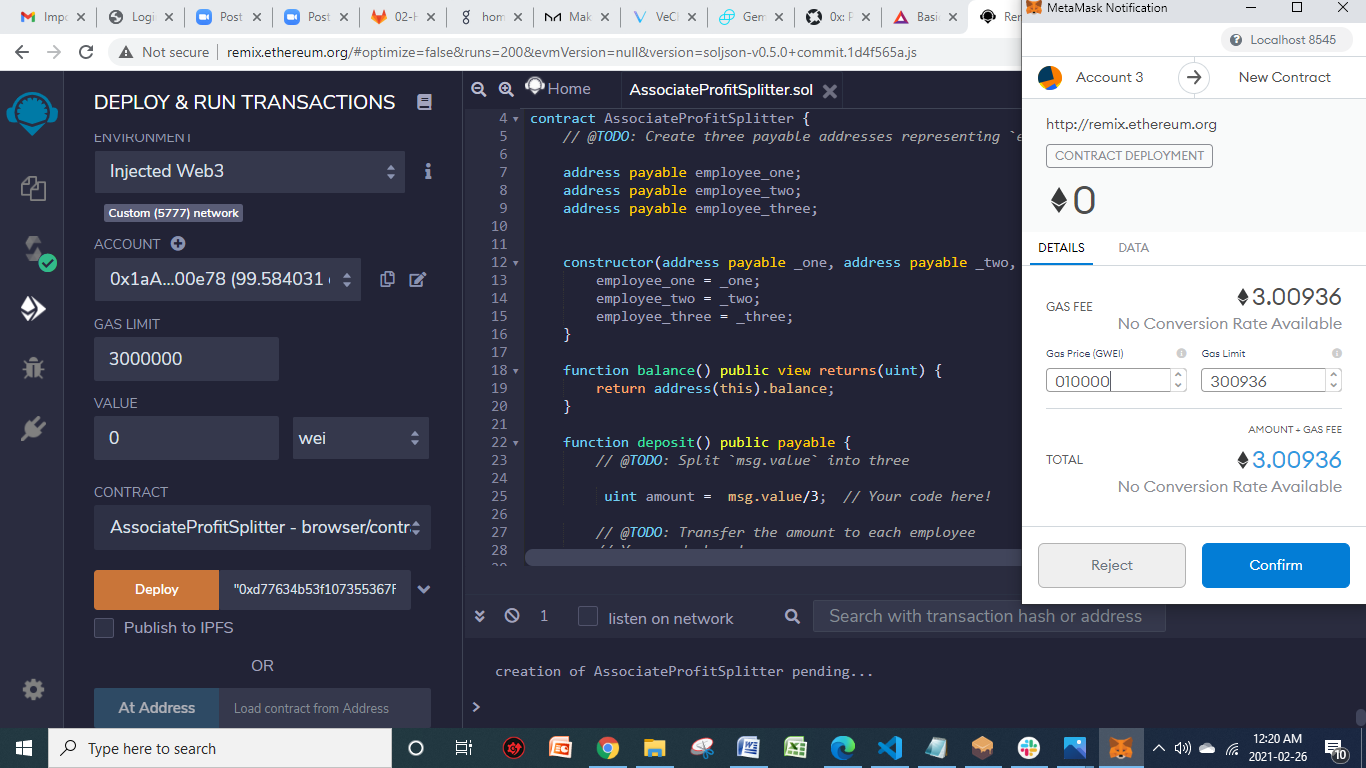 Impo
Logi
Post
Post
02-H
hom
Mak
VeCh
Gem
0x: P
Basi
Rem
MetaMask Notification
Not secure
remix.ethereum.org/#optimize=false&runs=200&evmVersion=null&version=soljson-v0.5.0+commit.1d4f565a.js
DEPLOY & RUN TRANSACTIONS
ENVIRONMENT
Injected Web3
Custom (5777) network
ACCOUNT
0x1aA...00e78 (99.584031
GAS LIMIT
3000000
VALUE
0
wei
CONTRACT
AssociateProfitSplitter - browser/contra
Deploy
"0xd77634b53f107355367F
Publish to IPFS
OR
At Address
Load contract from Address
Home
AssociateProfitSplitter.sol
4 contract AssociateProfitSplitter {
5 // @TODO: Create three payable addresses representing `e
6
7 address payable employee_one;
8 address payable employee_two;
9 address payable employee_three;
10
11
12 constructor(address payable _one, address payable _two,
13 employee_one = _one;
14 employee_two = _two;
15 employee_three = _three;
16 }
17
18 function balance() public view returns(uint) {
19 return address(this).balance;
20 }
21
22 function deposit() public payable {
23 // @TODO: Split `msg.value` into three
24
25 uint amount = msg.value/3; // Your code here!
26
27 // @TODO: Transfer the amount to each employee
28
1
listen on network
Search with transaction hash or address
creation of AssociateProfitSplitter pending...
>
Localhost 8545
Account 3
New Contract
http://remix.ethereum.org
CONTRACT DEPLOYMENT
0
DETAILS
DATA
GAS FEE
3.00936
No Conversion Rate Available
Gas Price (GWEI)
Gas Limit
010000
300936
AMOUNT + GAS FEE
TOTAL
3.00936
No Conversion Rate Available
Reject
Confirm
Type here to search
12:20 AM
2021-02-26
10